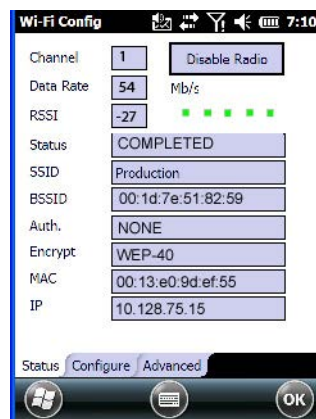 Wi-Fi Config 7:10
Channel 1 Disable Radio
Data Rate 54 Mb/s
RSSI -27
Status COMPLETED
SSID Production
BSSID 00:1d:7e:51:82:59
Auth. NONE
Encrypt WEP-40
MAC 00:13:e0:9d:ef:55
IP 10.128.75.15
Status Configure Advanced
OK